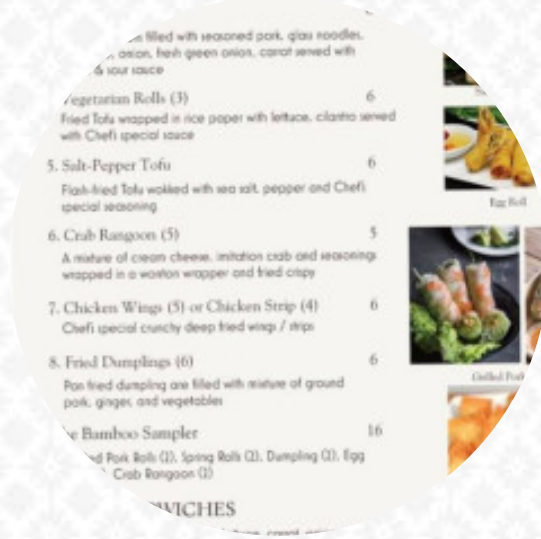 filled with seasoned pork, glass noodles,
onion, fresh green onion, carrot served with
& sour sauce
Vegetarian Rolls (3) 6
Fried Tofu wrapped in rice paper with lettuce, cilantro served
with Chef's special sauce
5. Salt-Pepper Tofu 6
Flash-fried Tofu wokked with sea salt, pepper and Chef's
special seasoning
6. Crab Rangoon (5) 5
A mixture of cream cheese, imitation crab and seasonings
wrapped in a wonton wrapper and fried crispy
7. Chicken Wings (5) or Chicken Strip (4) 6
Chef's special crunchy deep fried wings / strips
8. Fried Dumplings (6) 6
Pan fried dumpling are filled with mixture of ground
pork, ginger, and vegetables
Bamboo Sampler 16
Pork Rolls (2), Spring Rolls (2), Dumpling (2), Egg
Crab Rangoon (2)
WICHES
Egg Roll
Grilled Pork